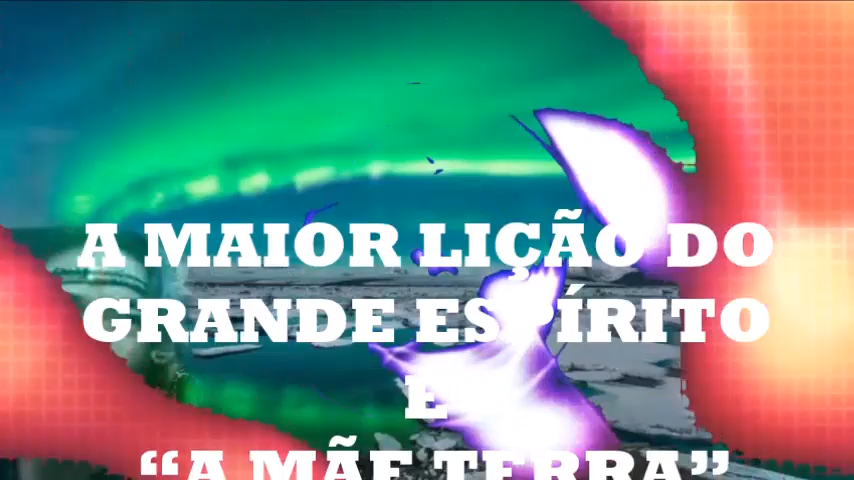 A MAIOR LIÇÃO DO
GRANDE ESPÍRITO
E
“A MÃE TERRA”